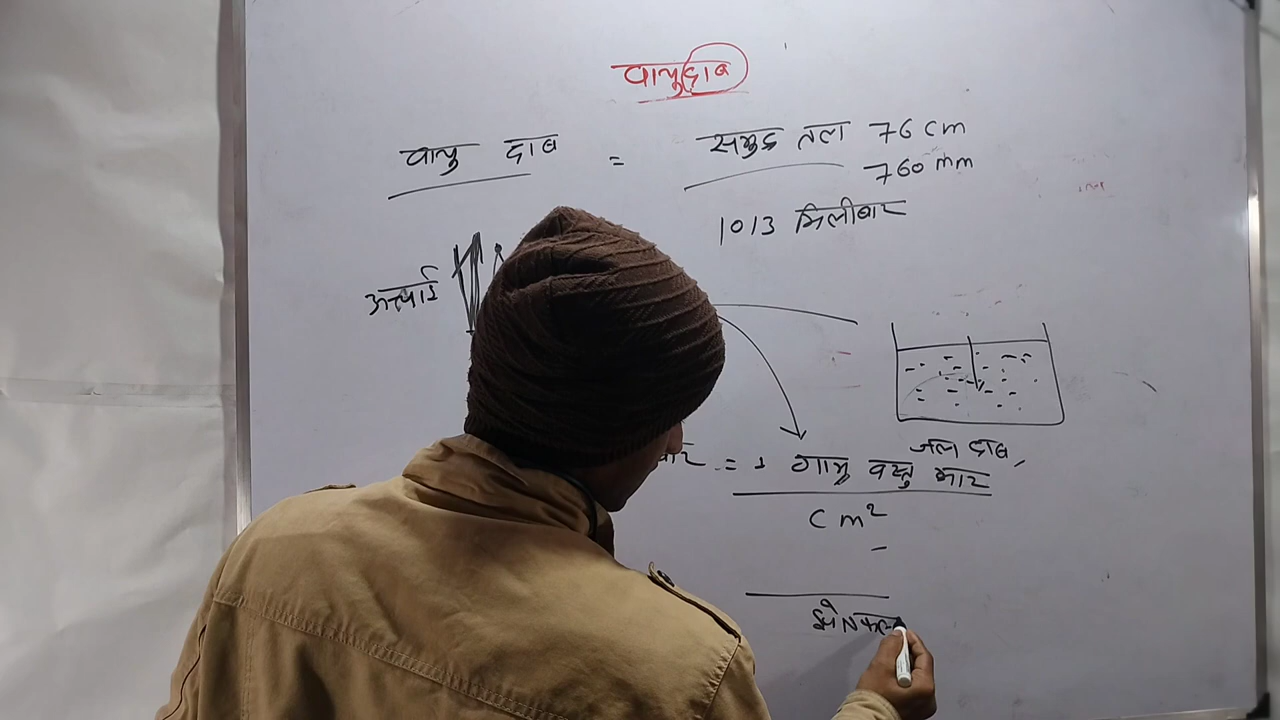 वायुदाब
वायु दाब = समुद्र तल 76 cm
760 mm
1013 मिलीबार
जल दाब
= 1 ग्राम वस्तु भार
cm²
क्षेत्रफल